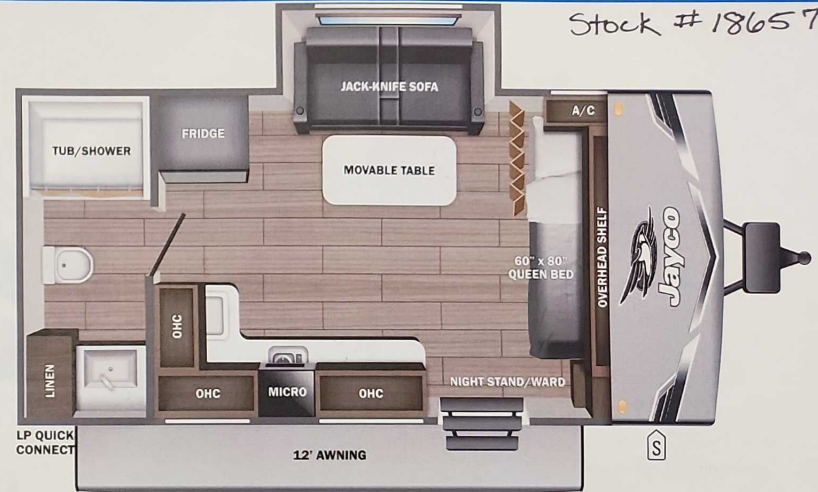 Stock # 18657
JACK-KNIFE SOFA
A/C
TUB/SHOWER
FRIDGE
MOVABLE TABLE
OVERHEAD SHELF
Jayco
60" x 80"
QUEEN BED
OHC
LINEN
OHC
MICRO
OHC
NIGHT STAND/WARD
LP QUICK
CONNECT
12' AWNING
S